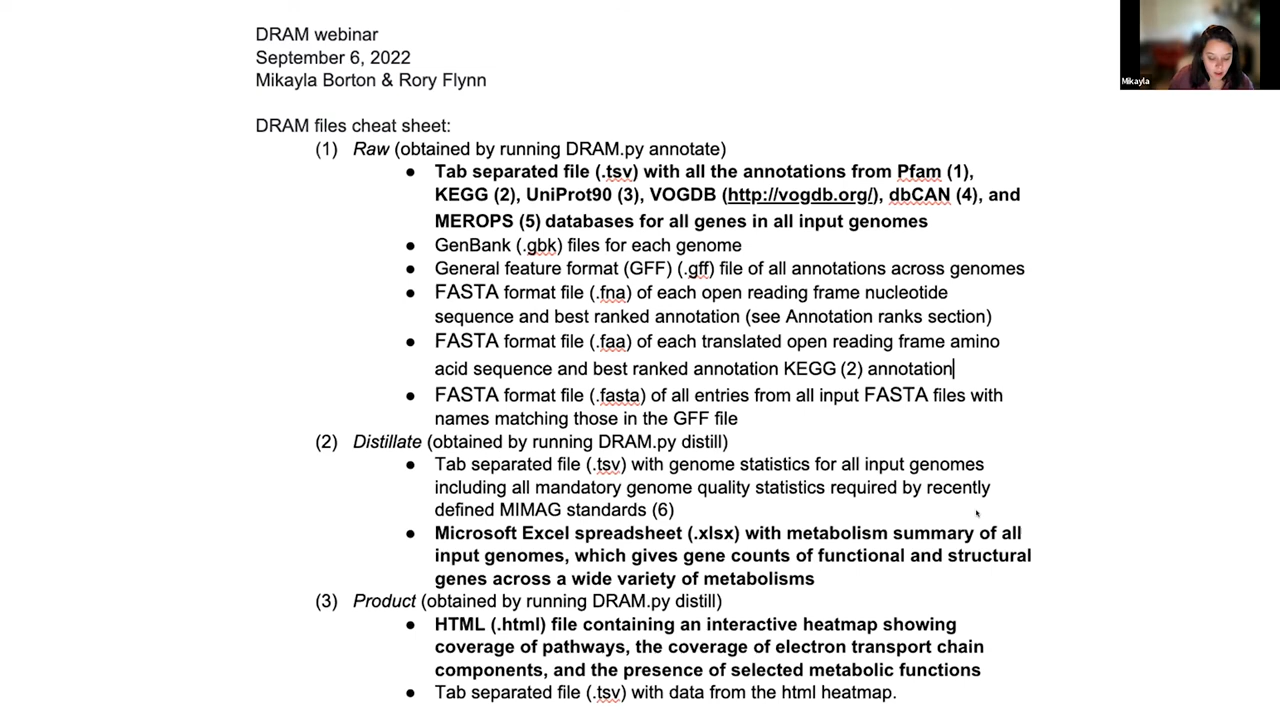 DRAM webinar
September 6, 2022
Mikayla Borton & Rory Flynn
DRAM files cheat sheet:
(1) Raw (obtained by running DRAM.py annotate)
● Tab separated file (.tsv) with all the annotations from Pfam (1),
KEGG (2), UniProt90 (3), VOGDB (http://vogdb.org/), dbCAN (4), and
MEROPS (5) databases for all genes in all input genomes
● GenBank (.gbk) files for each genome
● General feature format (GFF) (.gff) file of all annotations across genomes
● FASTA format file (.fna) of each open reading frame nucleotide
sequence and best ranked annotation (see Annotation ranks section)
● FASTA format file (.faa) of each translated open reading frame amino
acid sequence and best ranked annotation KEGG (2) annotation
● FASTA format file (.fasta) of all entries from all input FASTA files with
names matching those in the GFF file
(2) Distillate (obtained by running DRAM.py distill)
● Tab separated file (.tsv) with genome statistics for all input genomes
including all mandatory genome quality statistics required by recently
defined MIMAG standards (6)
● Microsoft Excel spreadsheet (.xlsx) with metabolism summary of all
input genomes, which gives gene counts of functional and structural
genes across a wide variety of metabolisms
(3) Product (obtained by running DRAM.py distill)
● HTML (.html) file containing an interactive heatmap showing
coverage of pathways, the coverage of electron transport chain
components, and the presence of selected metabolic functions
● Tab separated file (.tsv) with data from the html heatmap.
Mikayla